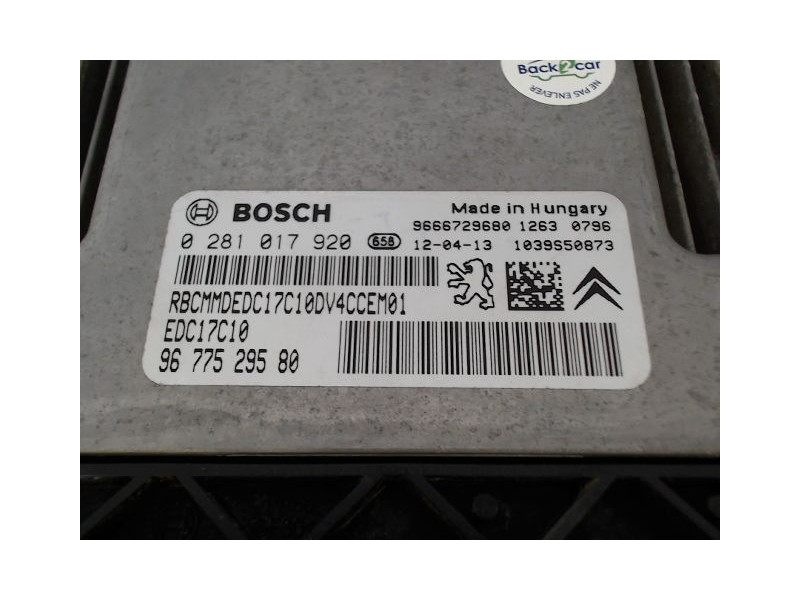 Back2car
NE PAS ENLEVER
BOSCH
Made in Hungary
9666729680 1263 0796
0 281 017 920 658 12-04-13 1039S50873
RBCMMDEDC17C10DV4CCEM01
EDC17C10
96 775 295 80